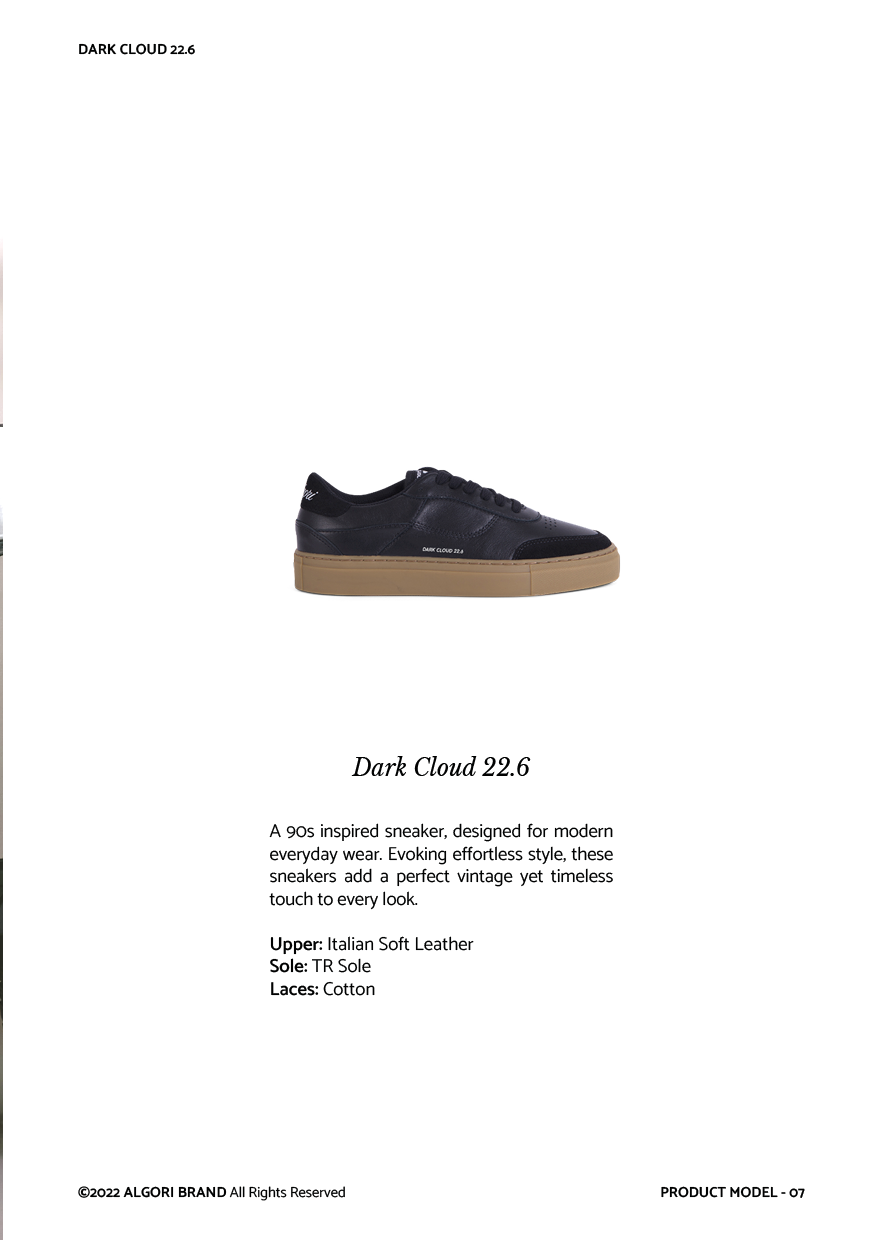 DARK CLOUD 22.6
DARK CLOUD 22.6
Dark Cloud 22.6
A 90s inspired sneaker, designed for modern
everyday wear. Evoking effortless style, these
sneakers add a perfect vintage yet timeless
touch to every look.
Upper: Italian Soft Leather
Sole: TR Sole
Laces: Cotton
©2022 ALGORI BRAND All Rights Reserved
PRODUCT MODEL - 07